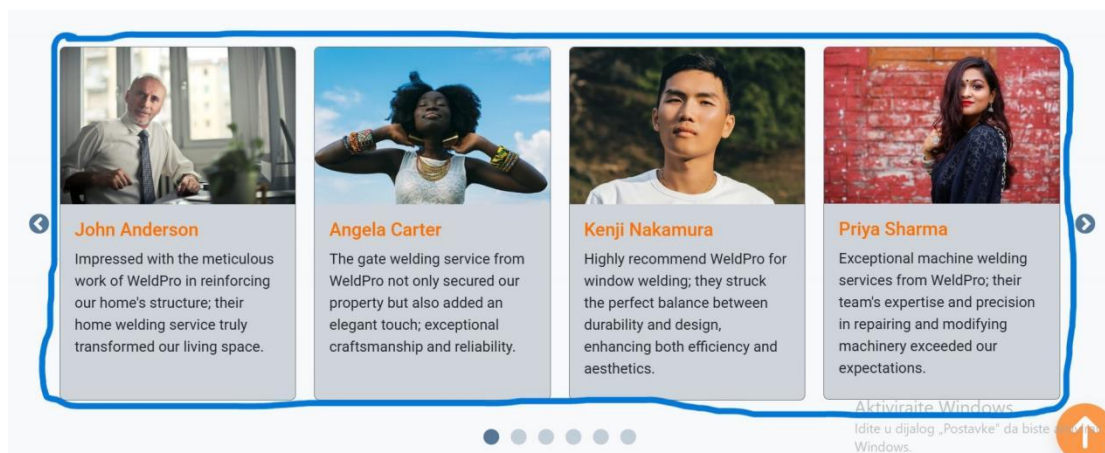 John Anderson
Impressed with the meticulous
work of WeldPro in reinforcing
our home's structure; their
home welding service truly
transformed our living space.
Angela Carter
The gate welding service from
WeldPro not only secured our
property but also added an
elegant touch; exceptional
craftsmanship and reliability.
Kenji Nakamura
Highly recommend WeldPro for
window welding; they struck
the perfect balance between
durability and design,
enhancing both efficiency and
aesthetics.
Priya Sharma
Exceptional machine welding
services from WeldPro; their
team's expertise and precision
in repairing and modifying
machinery exceeded our
expectations.
Aktivirajte Windows
Idite u dijalog „Postavke“ da biste
Windows.